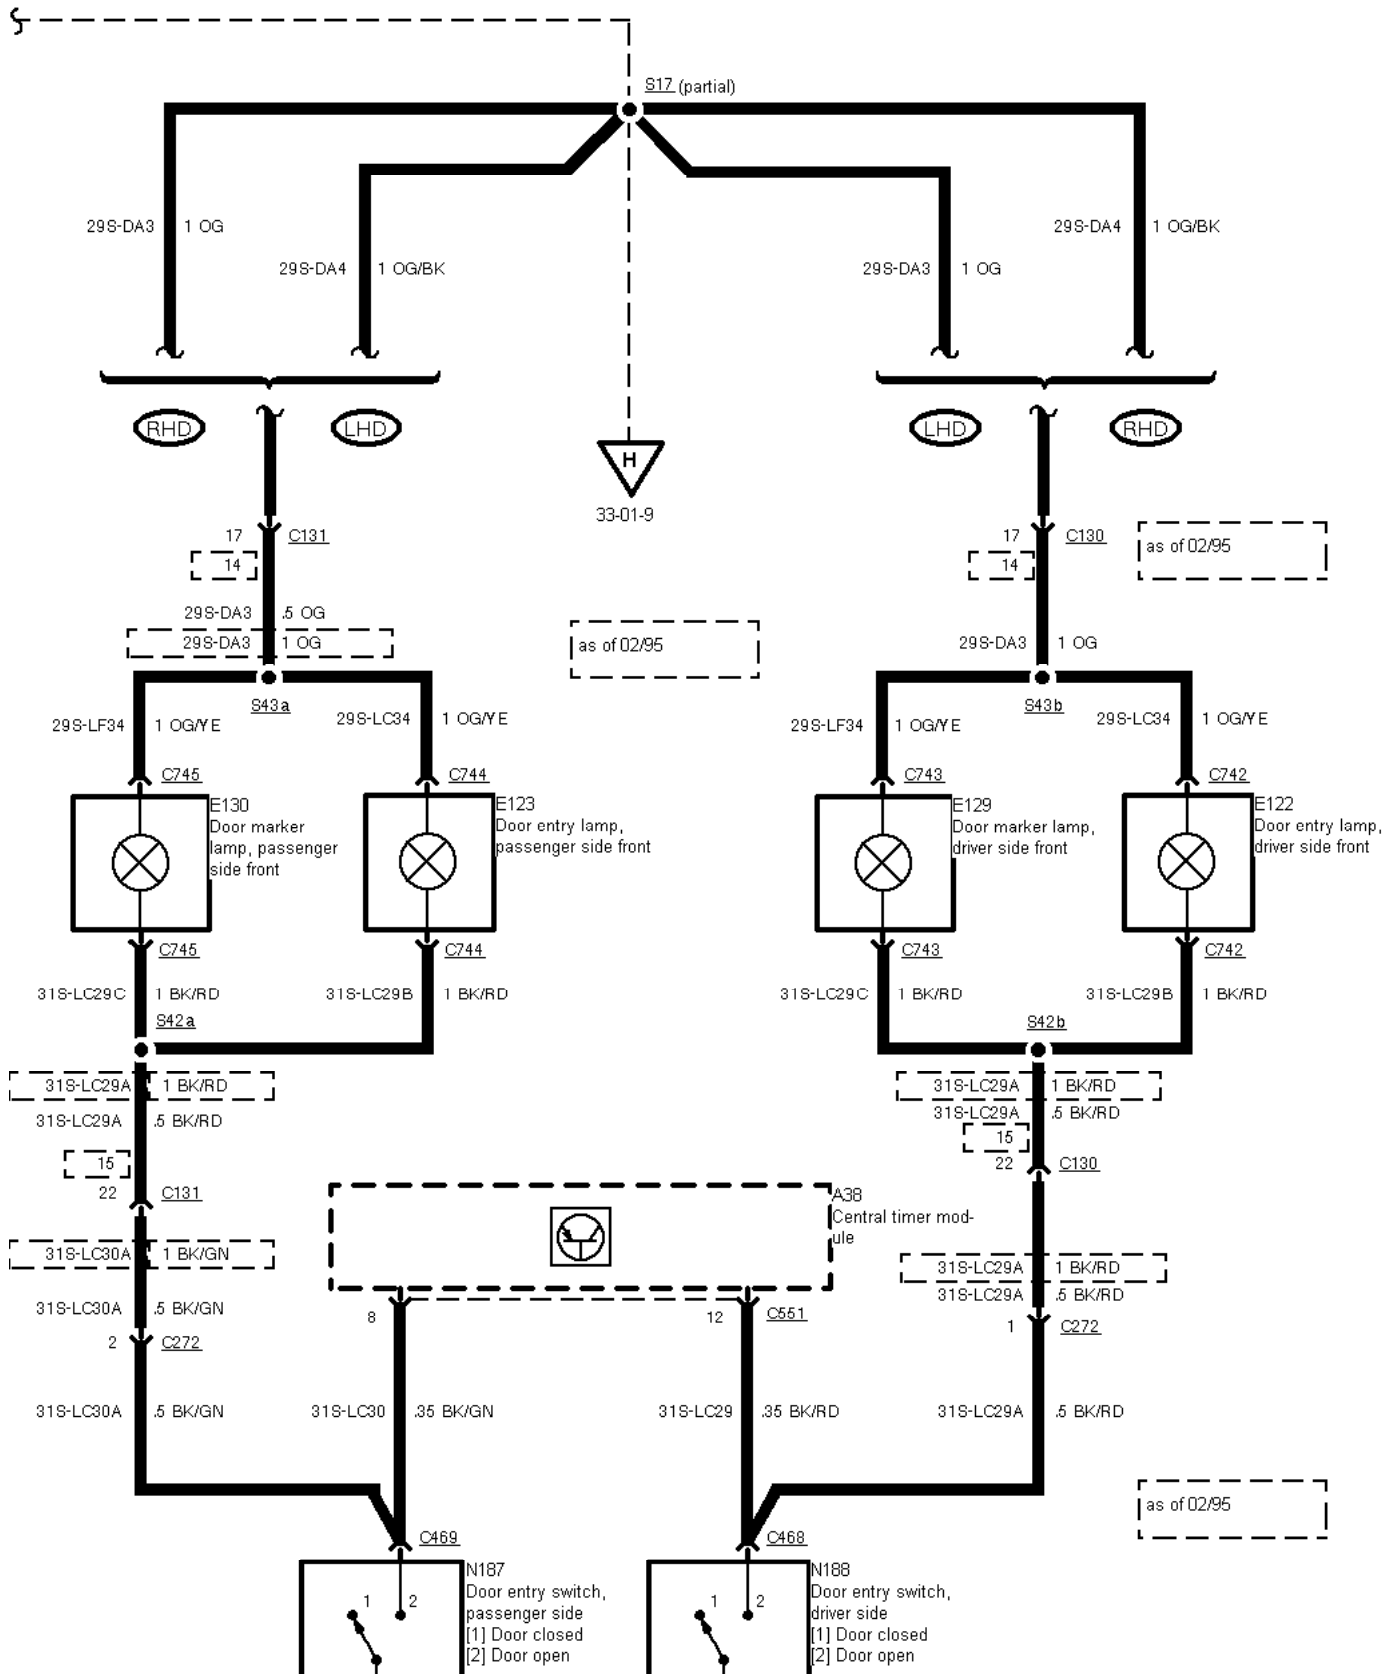 S17 (partial)
29S-DA3 1 OG
29S-DA4 1 OG/BK
29S-DA4 1 OG/BK
29S-DA3 1 OG
RHD LHD
LHD RHD
H
33-01-9
17 C131
14
17 C130
14
as of 02/95
29S-DA3 .5 OG
29S-DA3 1 OG
as of 02/95
29S-DA3 1 OG
S43a
S43b
29S-LF34 1 OG/YE
29S-LC34 1 OG/YE
29S-LF34 1 OG/YE
29S-LC34 1 OG/YE
C745
C744
C743
C742
E130
Door marker
lamp, passenger
side front
E123
Door entry lamp,
passenger side front
E129
Door marker lamp,
driver side front
E122
Door entry lamp,
driver side front
C745
C744
C743
C742
31S-LC29C 1 BK/RD
31S-LC29B 1 BK/RD
31S-LC29C 1 BK/RD
31S-LC29B 1 BK/RD
S42a
S42b
31S-LC29A 1 BK/RD
31S-LC29A .5 BK/RD
31S-LC29A 1 BK/RD
31S-LC29A .5 BK/RD
15
22 C131
15
22 C130
A38
Central timer mod-
ule
31S-LC30A 1 BK/GN
31S-LC30A .5 BK/GN
31S-LC29A 1 BK/RD
31S-LC29A .5 BK/RD
8
12 C551
2 C272
1 C272
31S-LC30A .5 BK/GN
31S-LC30 .35 BK/GN
31S-LC29 .35 BK/RD
31S-LC29A .5 BK/RD
as of 02/95
C469
C468
N187
Door entry switch,
passenger side
[1] Door closed
[2] Door open
1 2
N188
Door entry switch,
driver side
[1] Door closed
[2] Door open
1 2